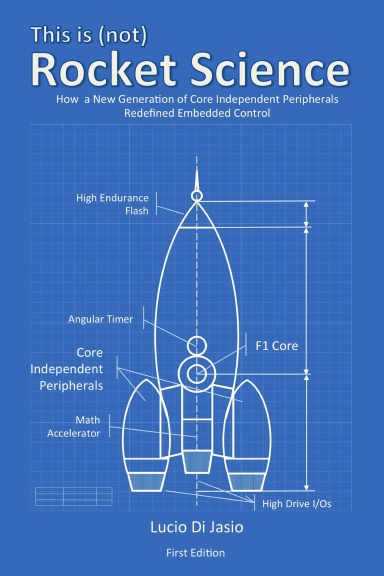 This is (not)
Rocket Science
How a New Generation of Core Independent Peripherals
Redefined Embedded Control
High Endurance
Flash
Angular Timer
F1 Core
Core
Independent
Peripherals
Math
Accelerator
High Drive I/Os
Lucio Di Jasio
First Edition